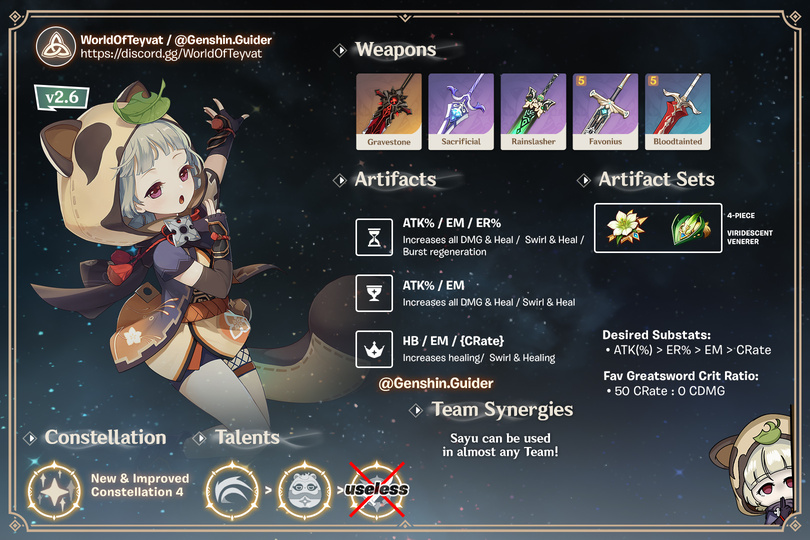 WorldOfTeyvat / @Genshin.Guider
https://discord.gg/WorldOfTeyvat
v2.6
Weapons
5
5
Gravestone
Sacrificial
Rainslasher
Favonius
Bloodtainted
Artifacts
ATK% / EM / ER%
Increases all DMG & Heal / Swirl & Heal /
Burst regeneration
ATK% / EM
Increases all DMG & Heal / Swirl & Heal
HB / EM / {CRate}
Increases healing/ Swirl & Healing
@Genshin.Guider
Artifact Sets
4-PIECE
VIRIDESCENT
VENERER
Desired Substats:
• ATK(%) > ER% > EM > CRate
Fav Greatsword Crit Ratio:
• 50 CRate : 0 CDMG
Team Synergies
Sayu can be used
in almost any Team!
Constellation
New & Improved
Constellation 4
Talents
> >
useless